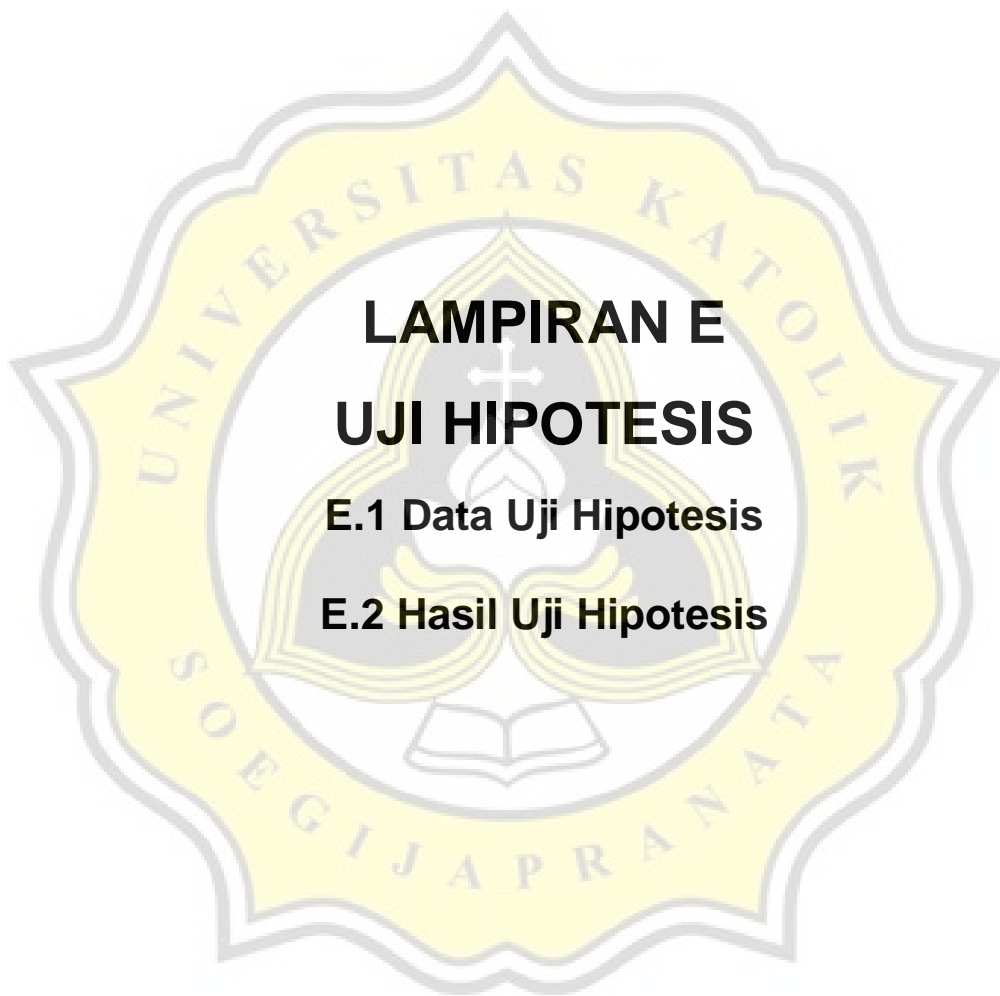 UNIVERSITAS KATOLIK
LAMPIRAN E
UJI HIPOTESIS
E.1 Data Uji Hipotesis
E.2 Hasil Uji Hipotesis
SOEGIJAPRANATA